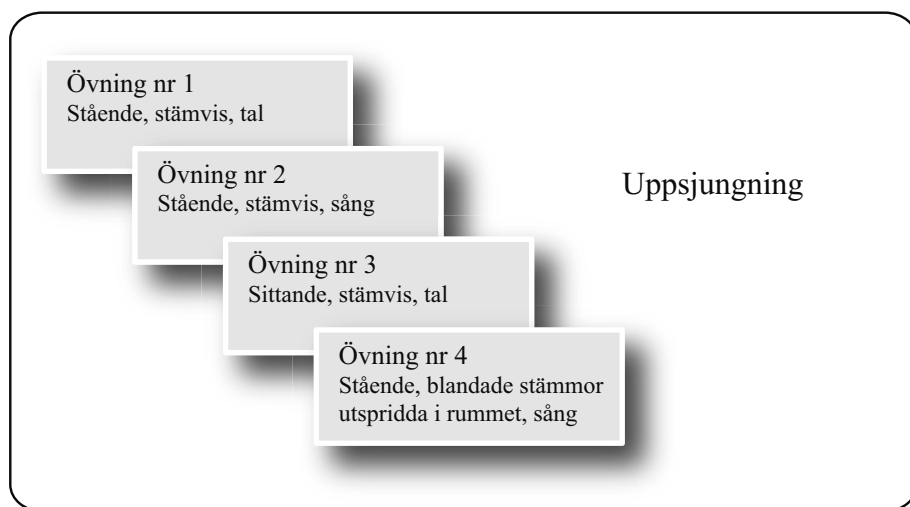 Övning nr 1
Stående, stämvis, tal
Övning nr 2
Stående, stämvis, sång
Uppsjungning
Övning nr 3
Sittande, stämvis, tal
Övning nr 4
Stående, blandade stämmor
utspridda i rummet, sång